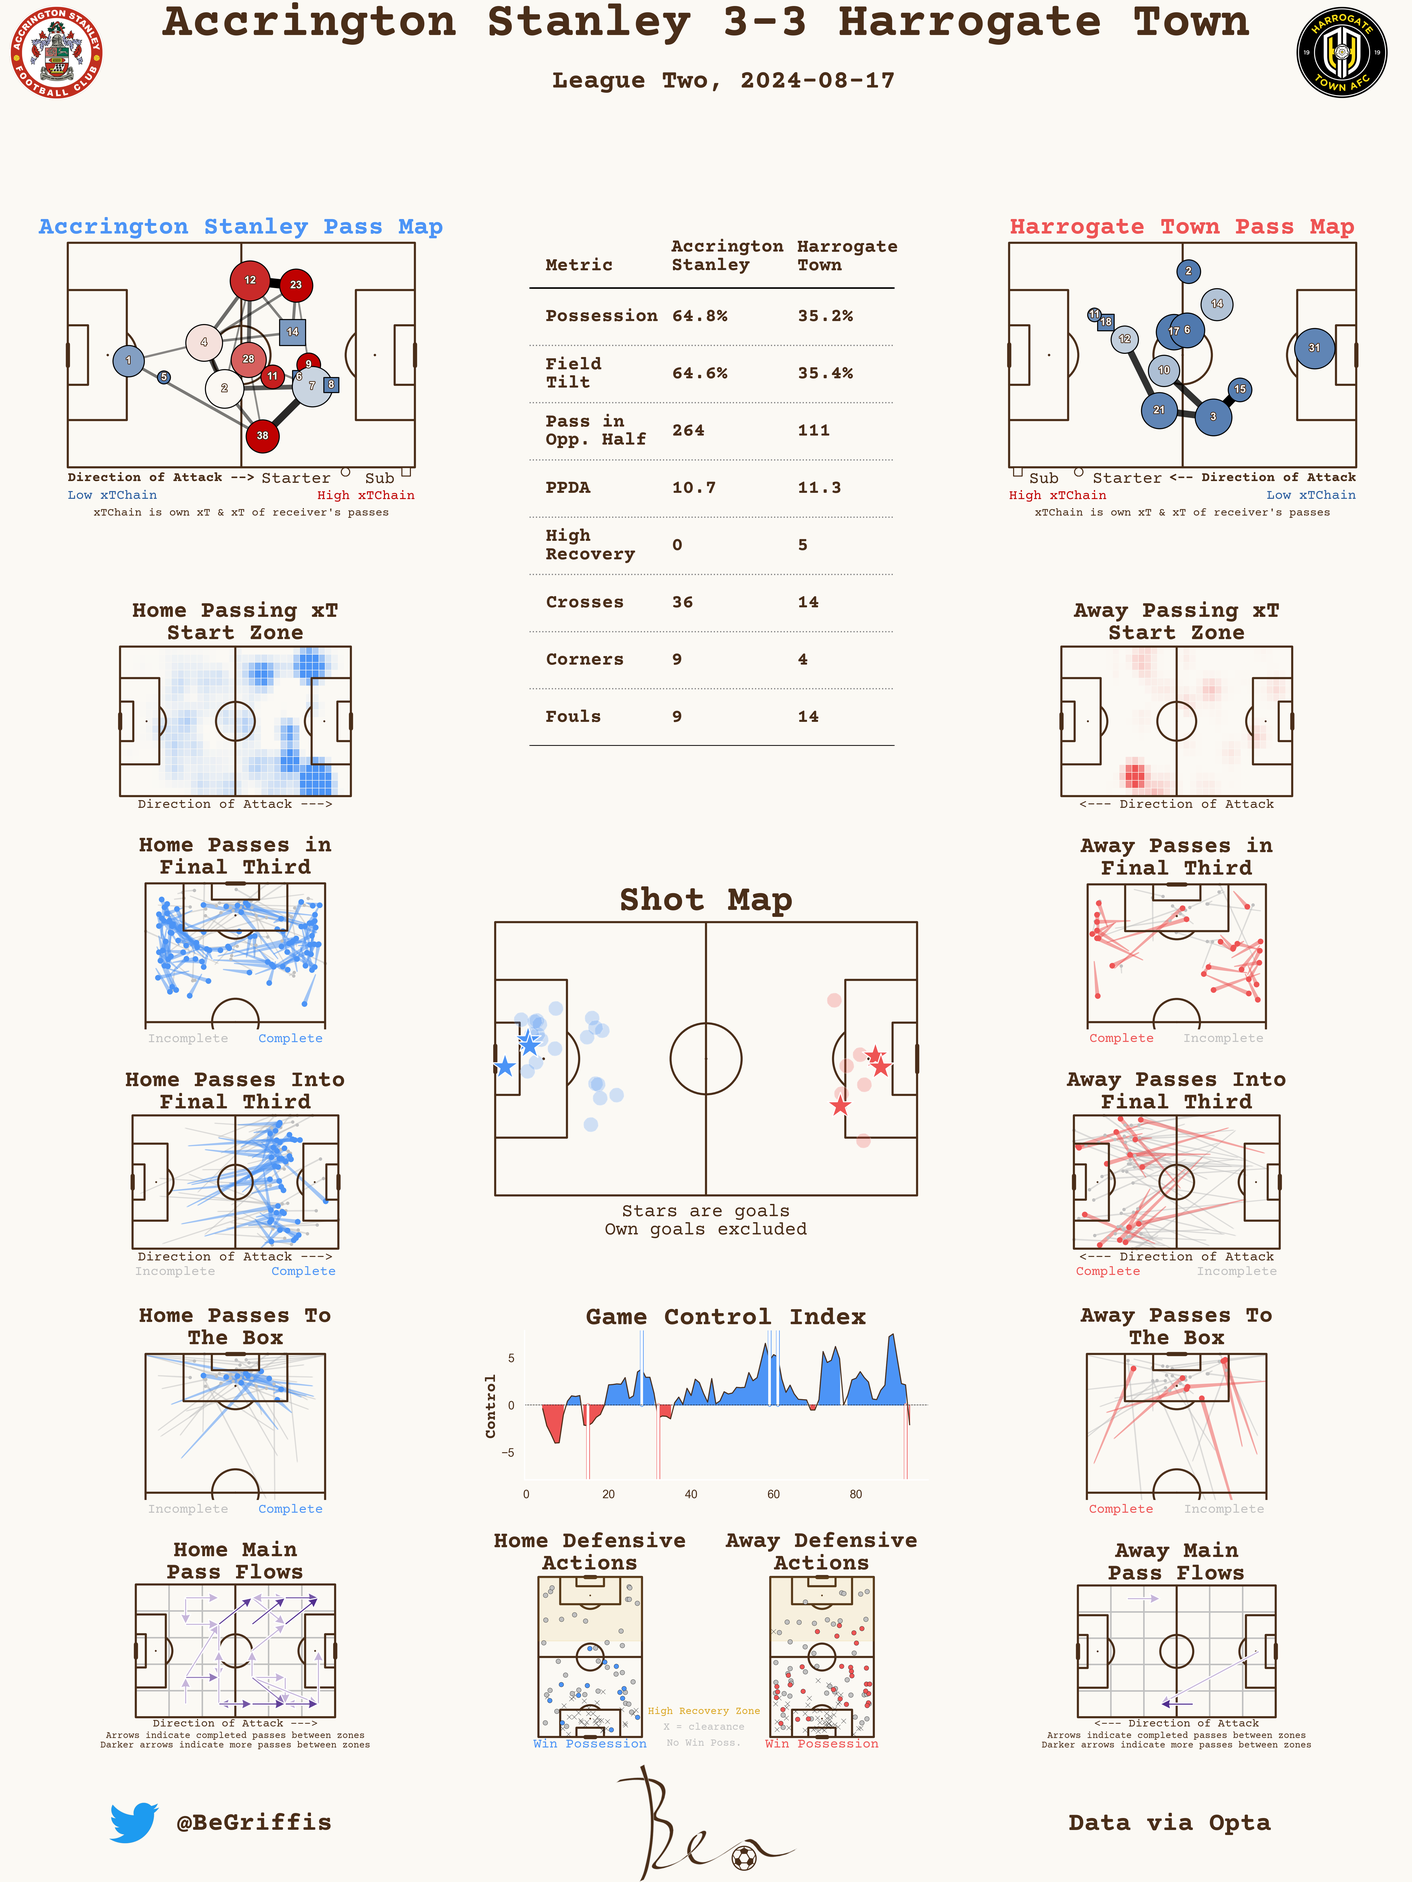 Accrington Stanley 3-3 Harrogate Town
League Two, 2024-08-17
ACCRINGTON STANLEY
FOOTBALL CLUB
HARROGATE
19 19
TOWN AFC
Accrington Stanley Pass Map
12
23
14
4
28
1
9
5
11
6
2
7
8
38
Direction of Attack --> Starter Sub
Low xTChain High xTChain
xTChain is own xT & xT of receiver's passes
Metric Accrington Stanley Harrogate Town
Possession 64.8% 35.2%
Field Tilt 64.6% 35.4%
Pass in Opp. Half 264 111
PPDA 10.7 11.3
High Recovery 0 5
Crosses 36 14
Corners 9 4
Fouls 9 14
Harrogate Town Pass Map
2
14
11
18
17
6
12
31
10
15
21
3
Sub Starter <-- Direction of Attack
High xTChain Low xTChain
xTChain is own xT & xT of receiver's passes
Home Passing xT
Start Zone
Direction of Attack --->
Away Passing xT
Start Zone
<--- Direction of Attack
Home Passes in
Final Third
Incomplete Complete
Away Passes in
Final Third
Complete Incomplete
Shot Map
Stars are goals
Own goals excluded
Home Passes Into
Final Third
Direction of Attack --->
Incomplete Complete
Away Passes Into
Final Third
<--- Direction of Attack
Complete Incomplete
Home Passes To
The Box
Incomplete Complete
Game Control Index
Control
5
0
−5
0 20 40 60 80
Away Passes To
The Box
Complete Incomplete
Home Main
Pass Flows
Direction of Attack --->
Arrows indicate completed passes between zones
Darker arrows indicate more passes between zones
Home Defensive
Actions
Win Possession
Away Defensive
Actions
Win Possession
High Recovery Zone
X = clearance
No Win Poss.
Away Main
Pass Flows
<--- Direction of Attack
Arrows indicate completed passes between zones
Darker arrows indicate more passes between zones
@BeGriffis
Ben
Data via Opta